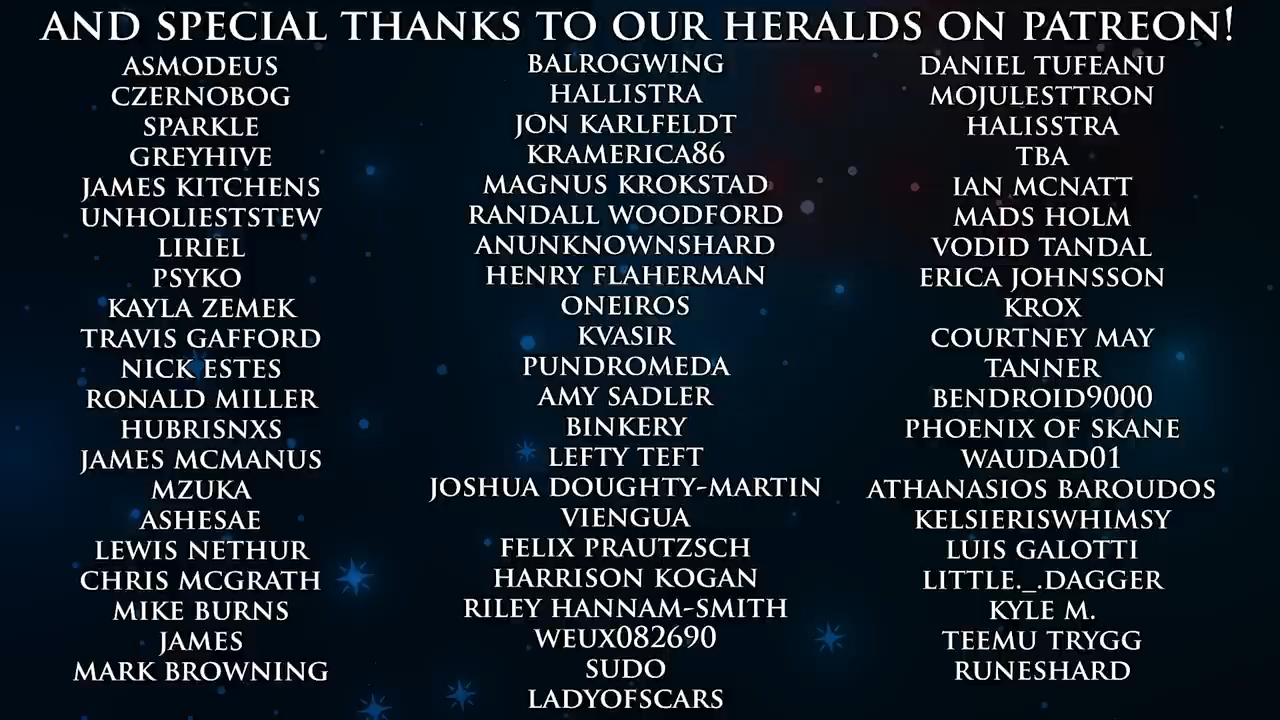 AND SPECIAL THANKS TO OUR HERALDS ON PATREON!
ASMODEUS
CZERNOBOG
SPARKLE
GREYHIVE
JAMES KITCHENS
UNHOLIESTSTEW
LIRIEL
PSYKO
KAYLA ZEMEK
TRAVIS GAFFORD
NICK ESTES
RONALD MILLER
HUBRISNXS
JAMES MCMANUS
MZUKA
ASHESAE
LEWIS NETHUR
CHRIS MCGRATH
MIKE BURNS
JAMES
MARK BROWNING
BALROGWING
HALLISTRA
JON KARLFELDT
KRAMERICA86
MAGNUS KROKSTAD
RANDALL WOODFORD
ANUNKNOWNSHARD
HENRY FLAHERMAN
ONEIROS
KVASIR
PUNDROMEDA
AMY SADLER
BINKERY
LEFTY TEFT
JOSHUA DOUGHTY-MARTIN
VIENGUA
FELIX PRAUTZSCH
HARRISON KOGAN
RILEY HANNAM-SMITH
WEUX082690
SUDO
LADYOFSCARS
DANIEL TUFEANU
MOJULESTTRON
HALISSTRA
TBA
IAN MCNATT
MADS HOLM
VODID TANDAL
ERICA JOHNSSON
KROX
COURTNEY MAY
TANNER
BENDROID9000
PHOENIX OF SKANE
WAUDAD01
ATHANASIOS BAROUDOS
KELSIERISWHIMSY
LUIS GALOTTI
LITTLE._.DAGGER
KYLE M.
TEEMU TRYGG
RUNESHARD